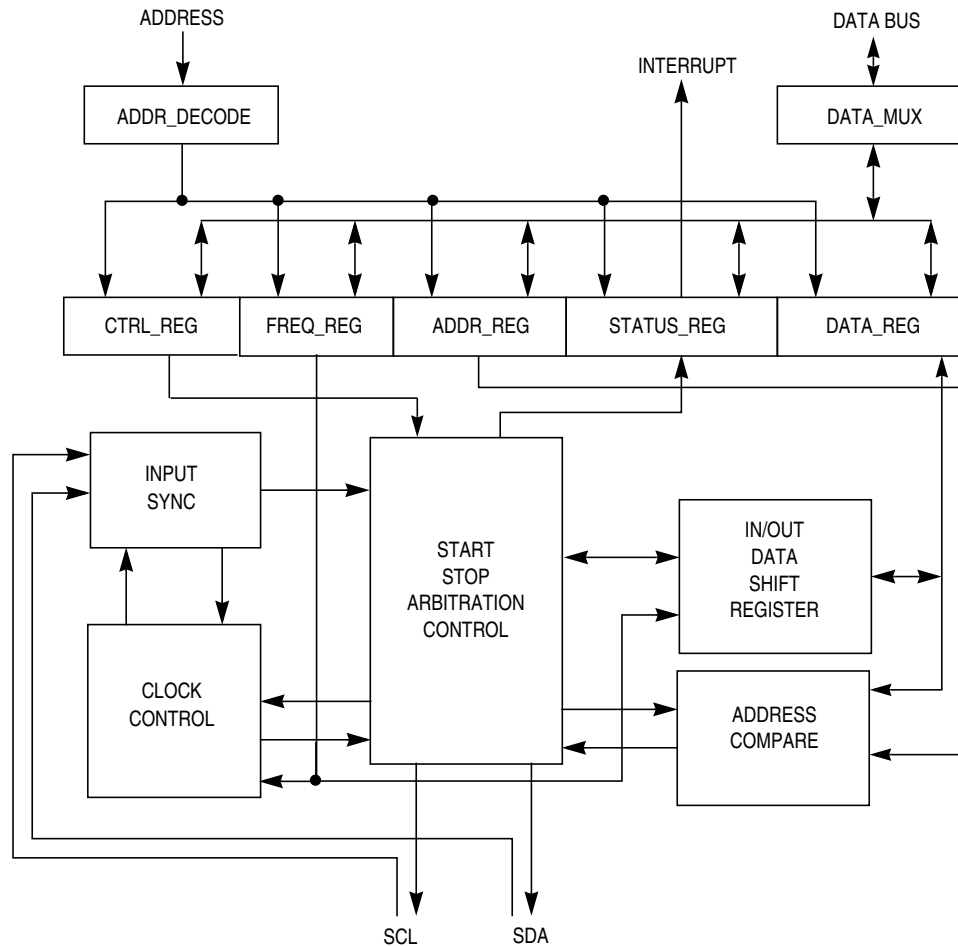 ADDRESS
DATA BUS
INTERRUPT
ADDR_DECODE
DATA_MUX
CTRL_REG
FREQ_REG
ADDR_REG
STATUS_REG
DATA_REG
INPUT
SYNC
START
STOP
ARBITRATION
CONTROL
IN/OUT
DATA
SHIFT
REGISTER
CLOCK
CONTROL
ADDRESS
COMPARE
SCL
SDA